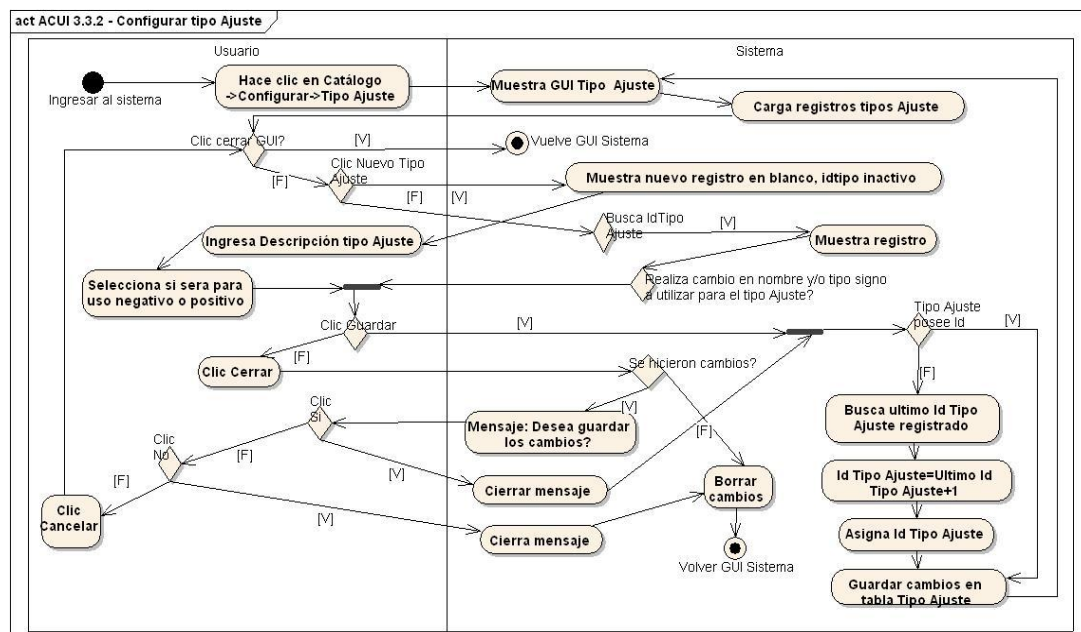 act ACUI 3.3.2 - Configurar tipo Ajuste
Usuario
Sistema
Ingresar al sistema
Hace clic en Catálogo
->Configurar->Tipo Ajuste
Muestra GUI Tipo Ajuste
Carga registros tipos Ajuste
Clic cerrar GUI?
[V]
Vuelve GUI Sistema
[F]
Clic Nuevo Tipo
Ajuste
[F]
[V]
Muestra nuevo registro en blanco, idtipo inactivo
Busca IdTipo
Ajuste
[V]
Muestra registro
Ingresa Descripción tipo Ajuste
Selecciona si sera para
uso negativo o positivo
Realiza cambio en nombre y/o tipo signo
a utilizar para el tipo Ajuste?
Clic Guardar
[V]
[F]
Tipo Ajuste
posee Id
[V]
[F]
Clic Cerrar
Se hicieron cambios?
[V]
[F]
Mensaje: Desea guardar
los cambios?
Clic
Si
[F]
[V]
Clic
No
[F]
[V]
Cierrar mensaje
Clic
Cancelar
Cierra mensaje
Borrar
cambios
Volver GUI Sistema
Busca ultimo Id Tipo
Ajuste registrado
Id Tipo Ajuste=Ultimo Id
Tipo Ajuste+1
Asigna Id Tipo Ajuste
Guardar cambios en
tabla Tipo Ajuste